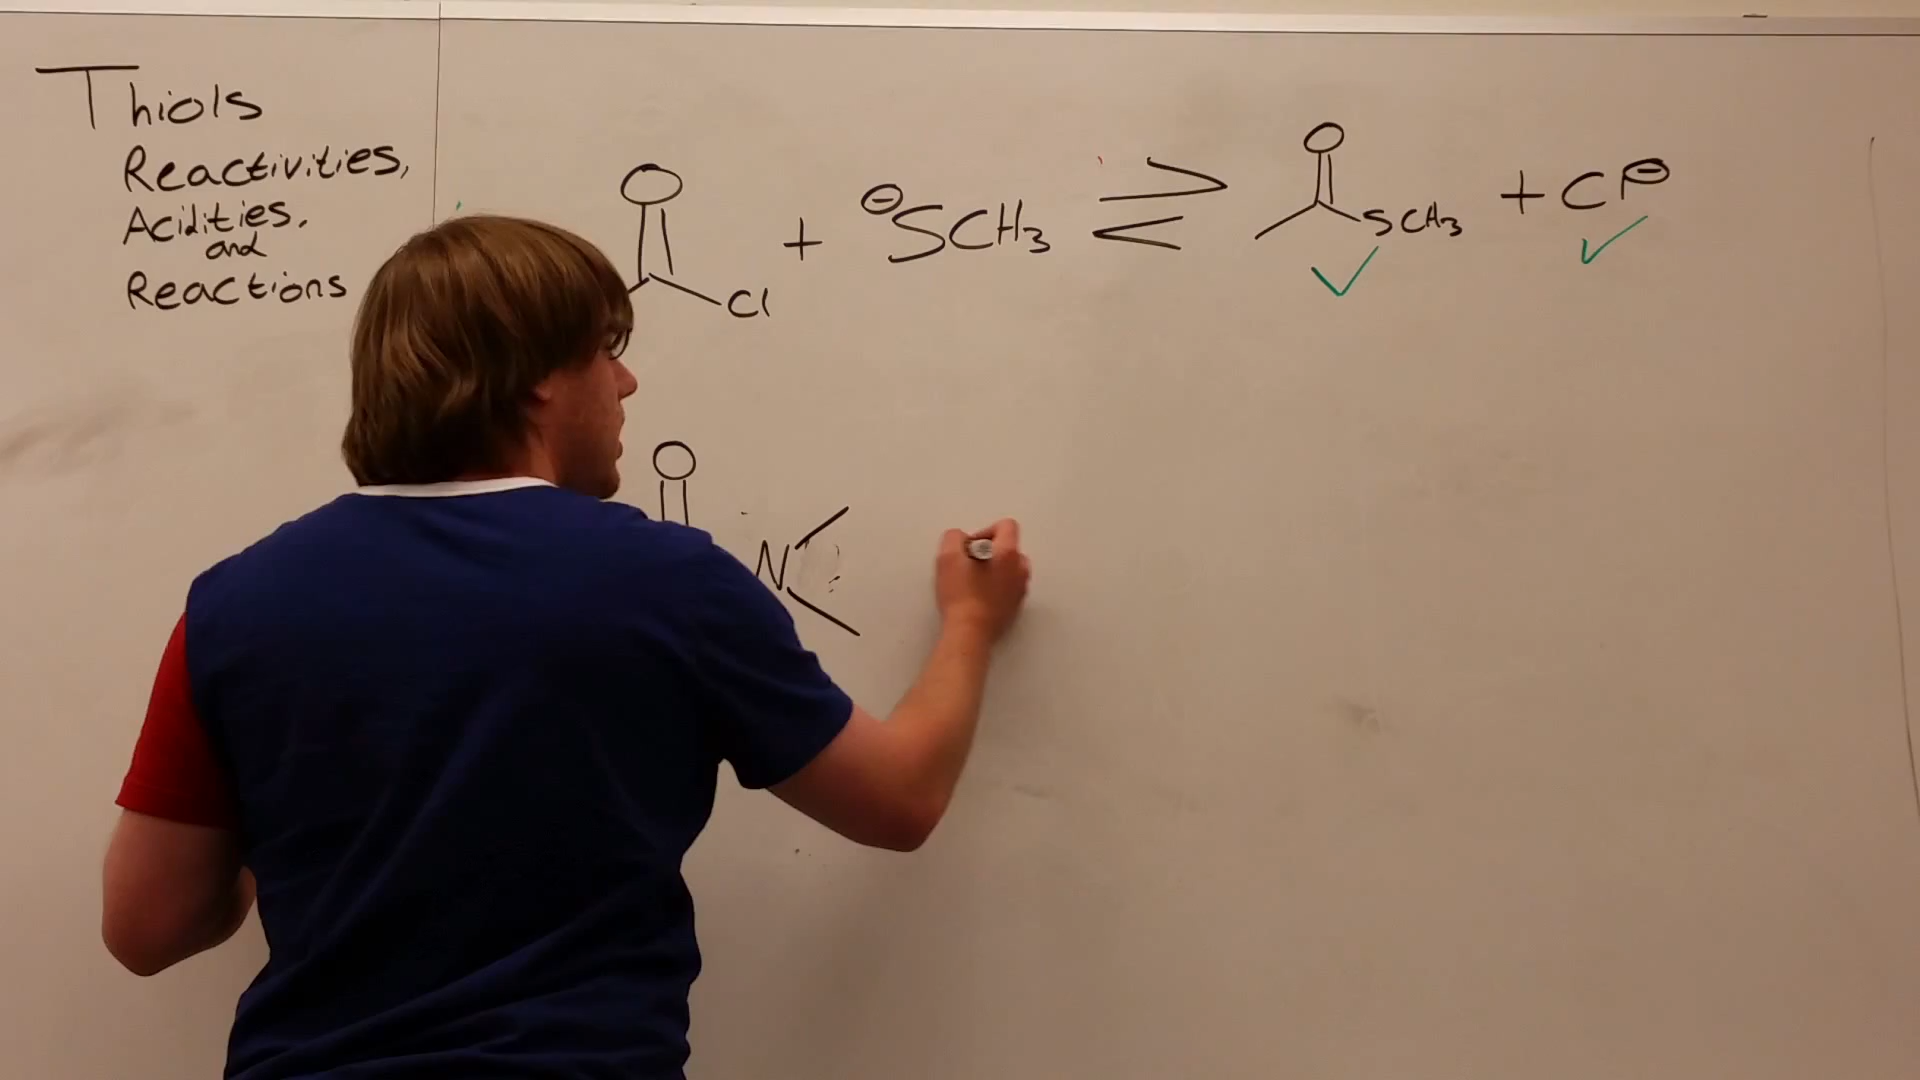 Thiols
Reactivities,
Acidities,
and
Reactions
O
Cl
+ ⊖SCH3 ⇌
O
SCH3
+ Cl⊖
O
N